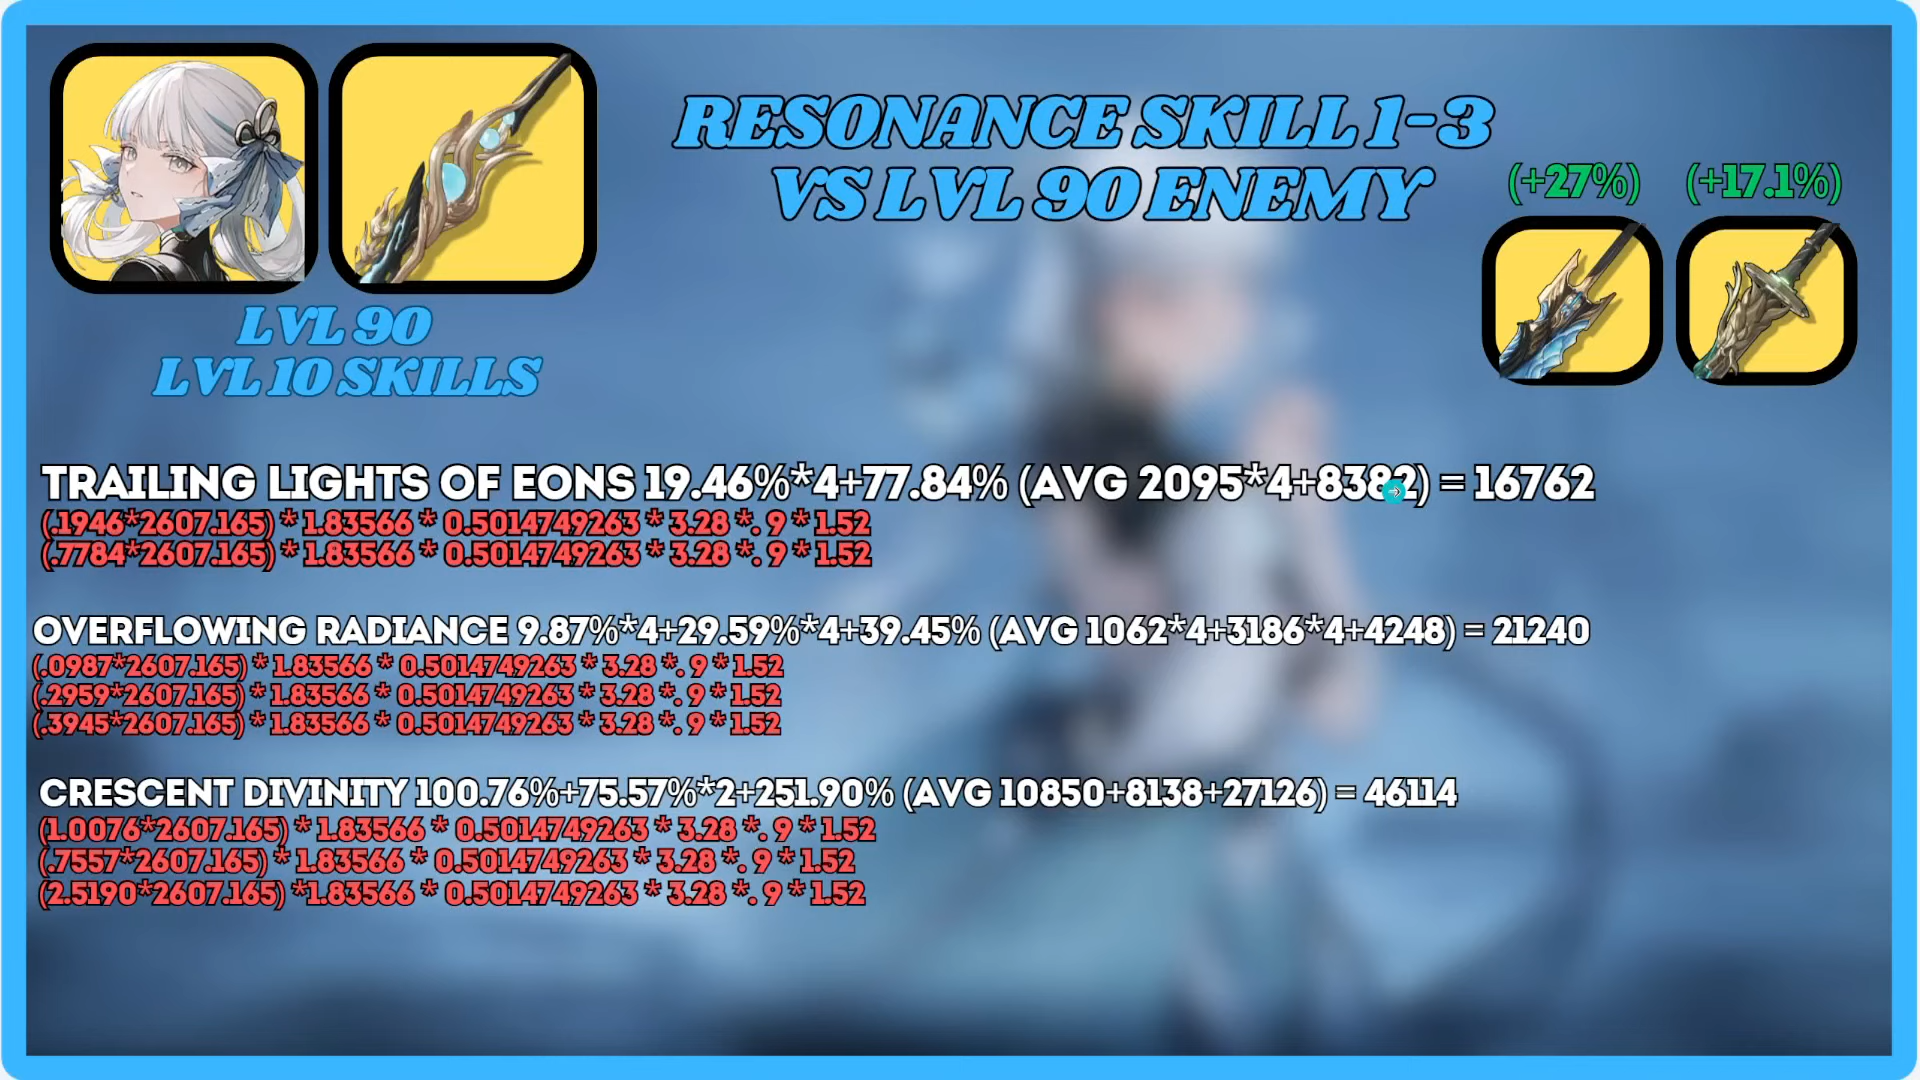 RESONANCE SKILL 1-3
VS LVL 90 ENEMY
(+27%) (+17.1%)
LVL 90
LVL 10 SKILLS
TRAILING LIGHTS OF EONS 19.46%*4+77.84% (AVG 2095*4+8382) = 16762
(.1946*2607.165) * 1.83566 * 0.5014749263 * 3.28 *. 9 * 1.52
(.7784*2607.165) * 1.83566 * 0.5014749263 * 3.28 *. 9 * 1.52
OVERFLOWING RADIANCE 9.87%*4+29.59%*4+39.45% (AVG 1062*4+3186*4+4248) = 21240
(.0987*2607.165) * 1.83566 * 0.5014749263 * 3.28 *. 9 * 1.52
(.2959*2607.165) * 1.83566 * 0.5014749263 * 3.28 *. 9 * 1.52
(.3945*2607.165) * 1.83566 * 0.5014749263 * 3.28 *. 9 * 1.52
CRESCENT DIVINITY 100.76%+75.57%*2+251.90% (AVG 10850+8138+27126) = 46114
(1.0076*2607.165) * 1.83566 * 0.5014749263 * 3.28 *. 9 * 1.52
(.7557*2607.165) * 1.83566 * 0.5014749263 * 3.28 *. 9 * 1.52
(2.5190*2607.165) *1.83566 * 0.5014749263 * 3.28 *. 9 * 1.52